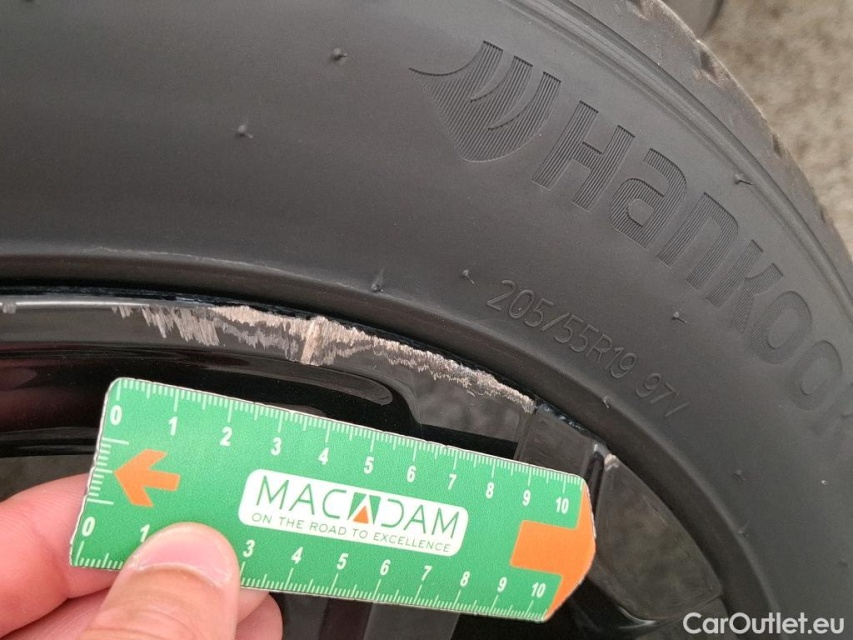 HANKOOK
205/55R19 97V
0 1 2 3 4 5 6 7 8 9 10
MACADAM
ON THE ROAD TO EXCELLENCE
0 1 3 4 5 6 7 8 9 10
CarOutlet.eu